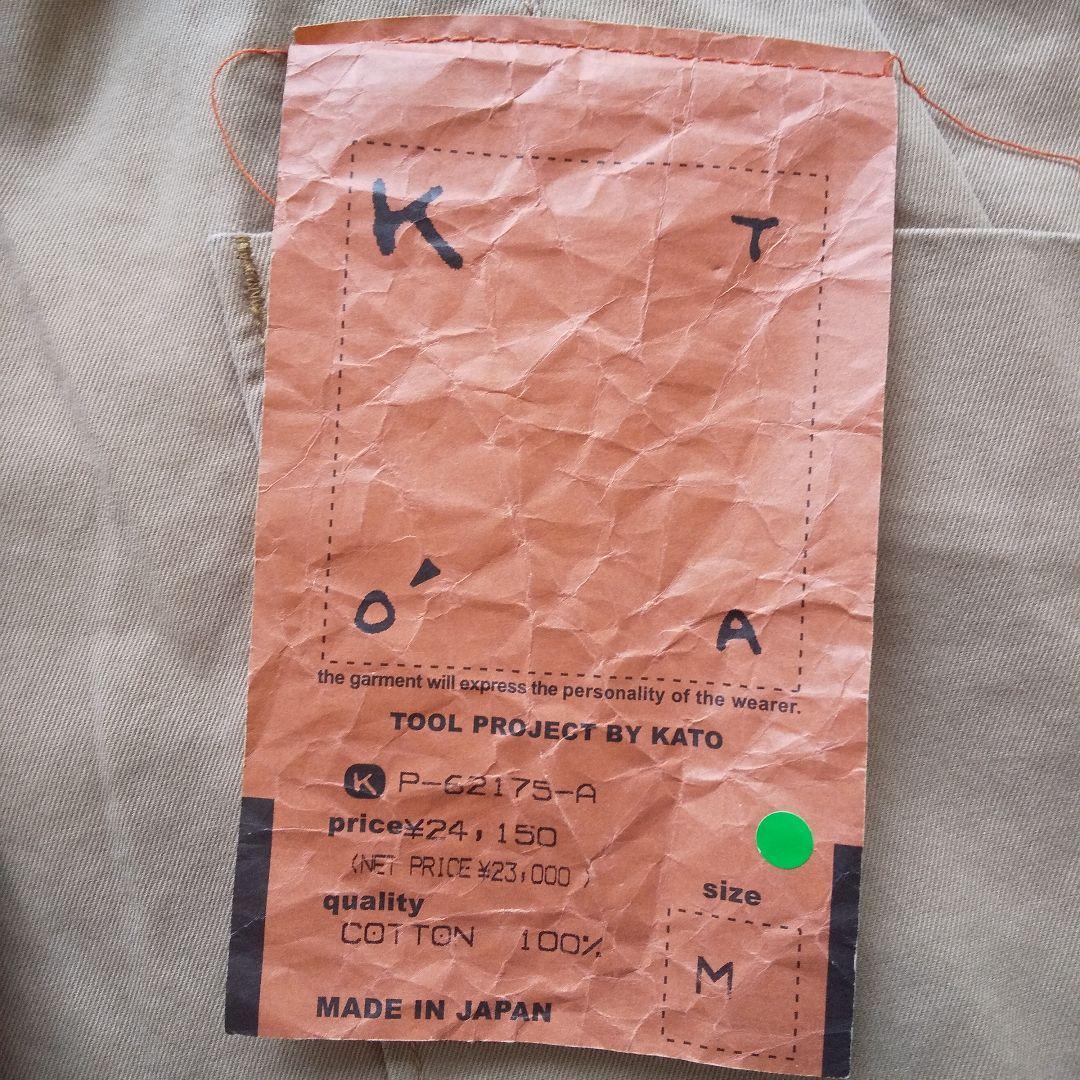 K T
Ó A
the garment will express the personality of the wearer.
TOOL PROJECT BY KATO
K P-62175-A
price¥24,150
(NET PRICE ¥23,000 )
quality
COTTON 100%
size
M
MADE IN JAPAN